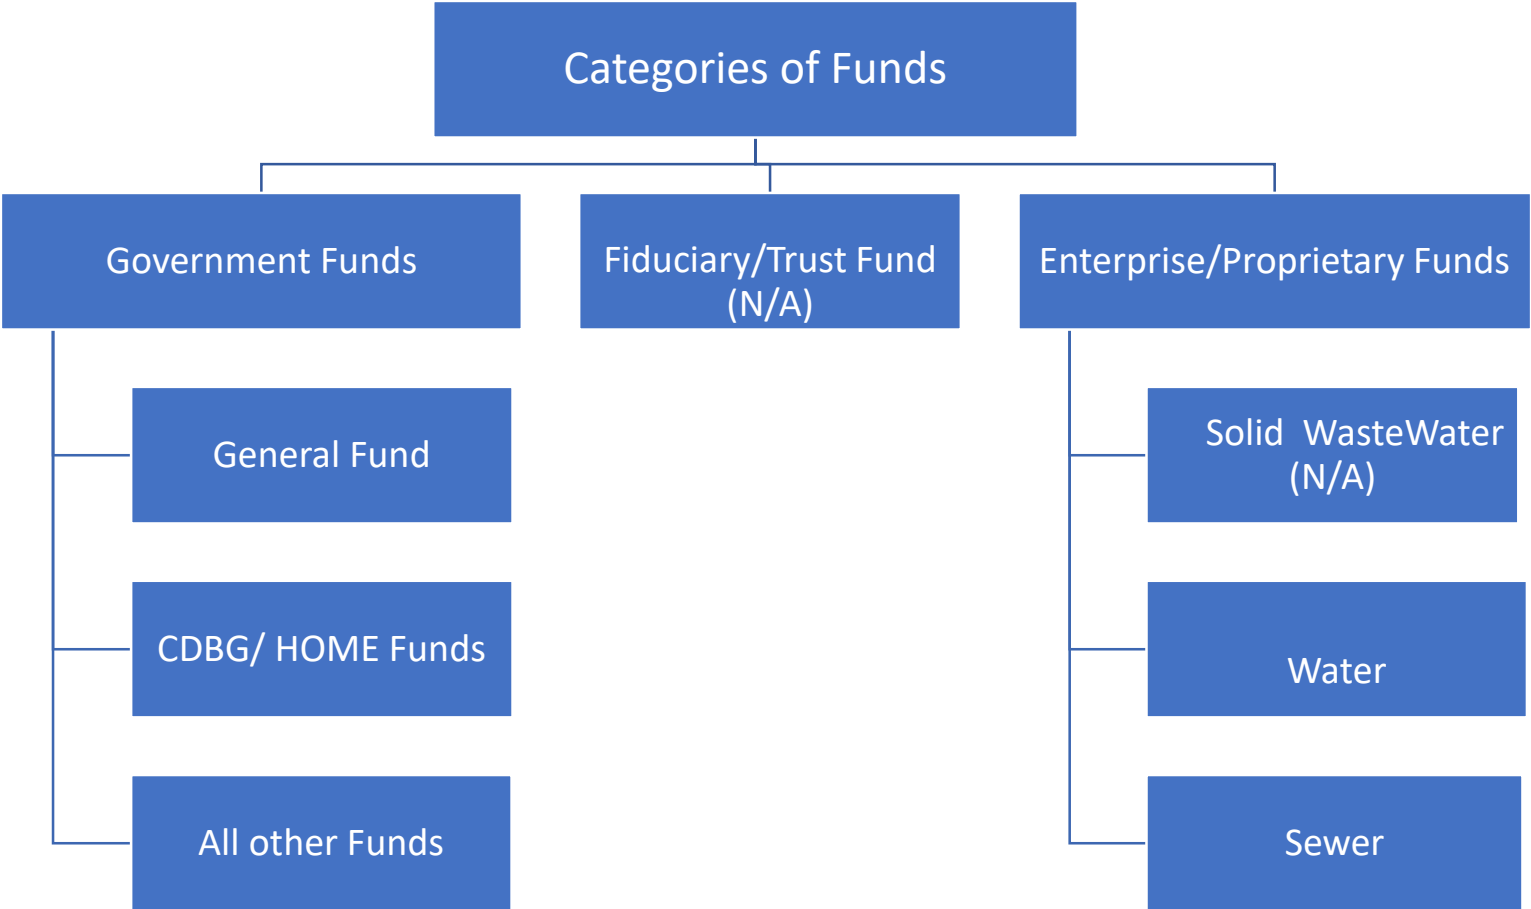 Categories of Funds
Government Funds
Fiduciary/Trust Fund
(N/A)
Enterprise/Proprietary Funds
General Fund
CDBG/ HOME Funds
All other Funds
Solid  WasteWater
(N/A)
Water
Sewer